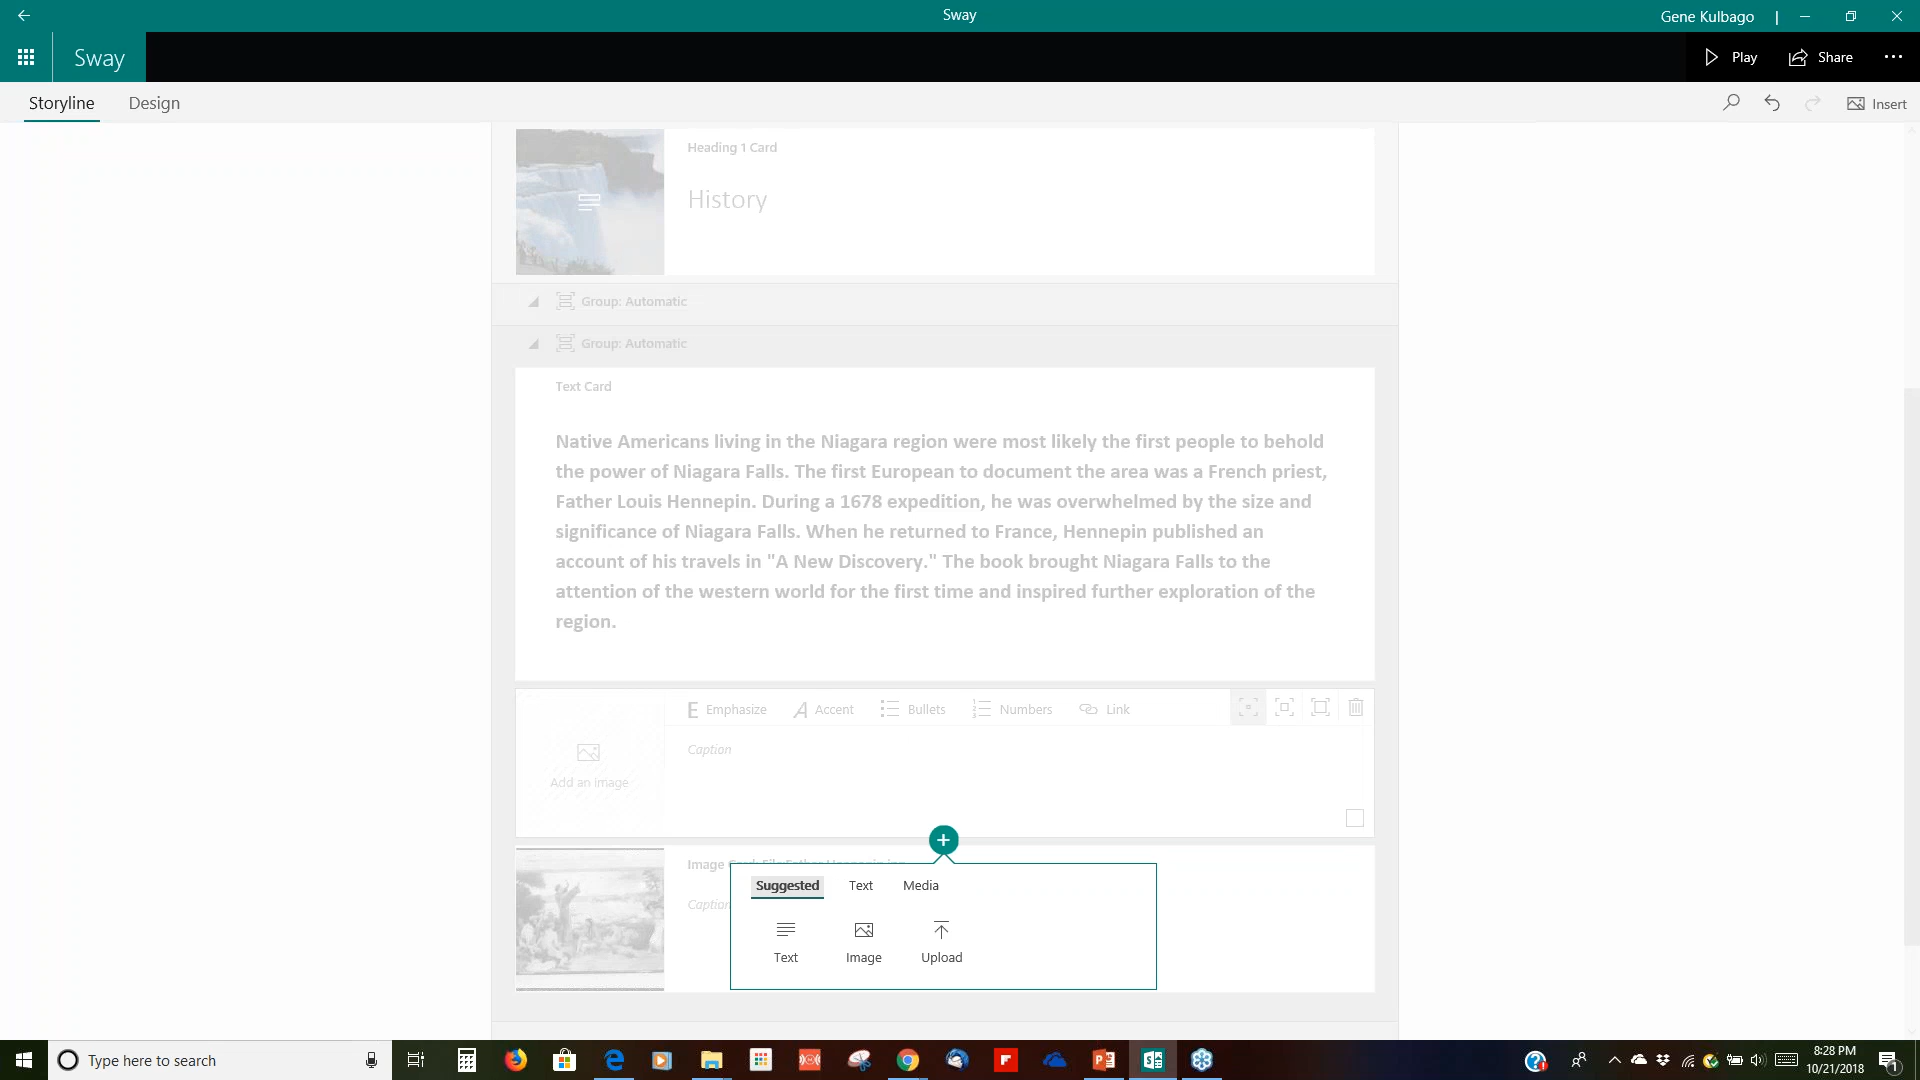 Sway
Gene Kulbago
Sway
Play
Share
Storyline
Design
Insert
Heading 1 Card
History
Group: Automatic
Group: Automatic
Text Card
Native Americans living in the Niagara region were most likely the first people to behold
the power of Niagara Falls. The first European to document the area was a French priest,
Father Louis Hennepin. During a 1678 expedition, he was overwhelmed by the size and
significance of Niagara Falls. When he returned to France, Hennepin published an
account of his travels in "A New Discovery." The book brought Niagara Falls to the
attention of the western world for the first time and inspired further exploration of the
region.
E Emphasize
A Accent
Bullets
Numbers
Link
Add an image
Caption
Image
Suggested
Text
Media
Caption
Text
Image
Upload
Type here to search
8:28 PM
10/21/2018
1